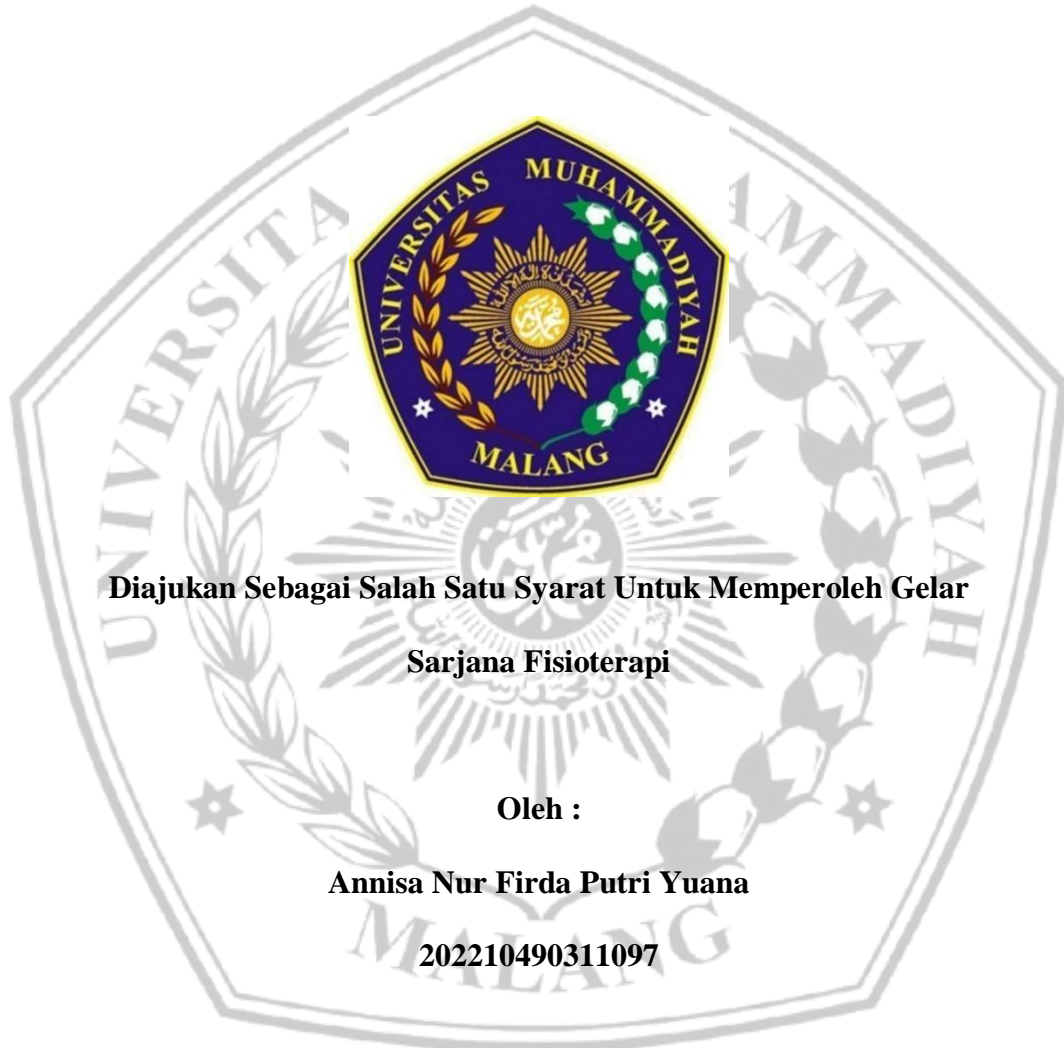 UNIVERSITAS MUHAMMADIYAH
MALANG
Diajukan Sebagai Salah Satu Syarat Untuk Memperoleh Gelar
Sarjana Fisioterapi
Oleh :
Annisa Nur Firda Putri Yuana
202210490311097